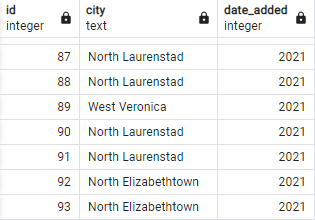 id city date_added
integer text integer
87 North Laurenstad 2021
88 North Laurenstad 2021
89 West Veronica 2021
90 North Laurenstad 2021
91 North Laurenstad 2021
92 North Elizabethtown 2021
93 North Elizabethtown 2021